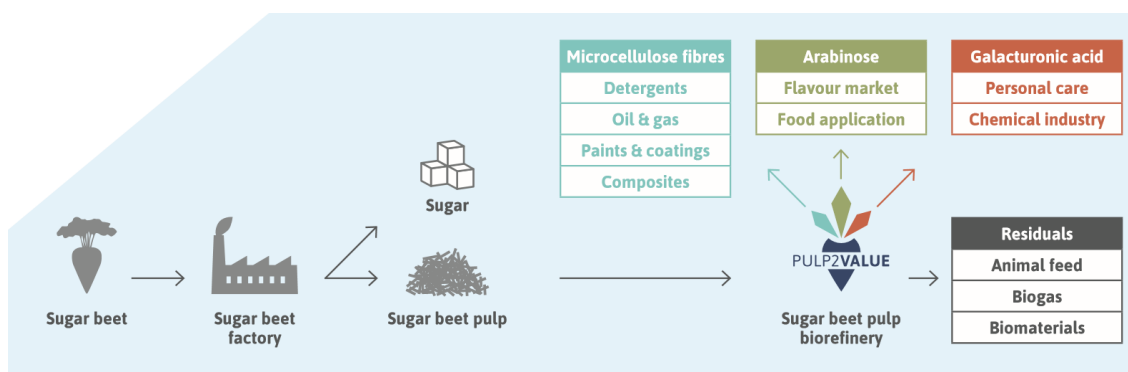 Microcellulose fibres
Detergents
Oil & gas
Paints & coatings
Composites
Arabinose
Flavour market
Food application
Galacturonic acid
Personal care
Chemical industry
Sugar
PULP2VALUE
Residuals
Animal feed
Biogas
Biomaterials
Sugar beet
Sugar beet
factory
Sugar beet pulp
Sugar beet pulp
biorefinery